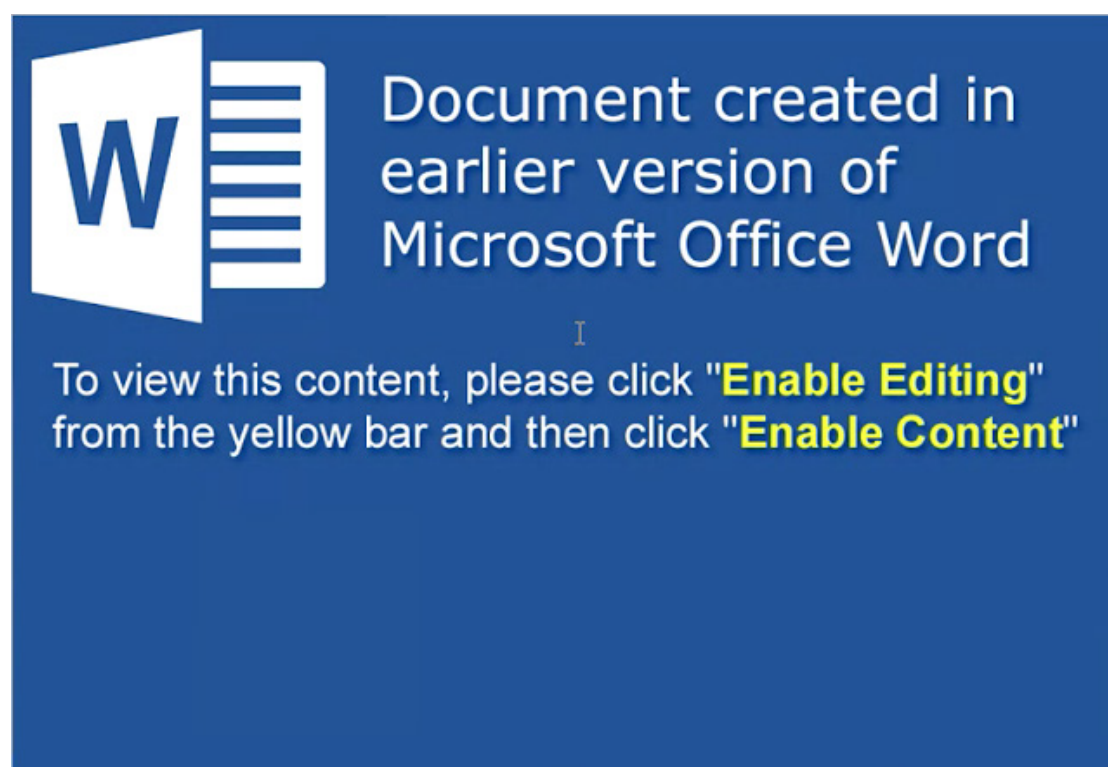 W
Document created in
earlier version of
Microsoft Office Word
To view this content, please click "Enable Editing"
from the yellow bar and then click "Enable Content"